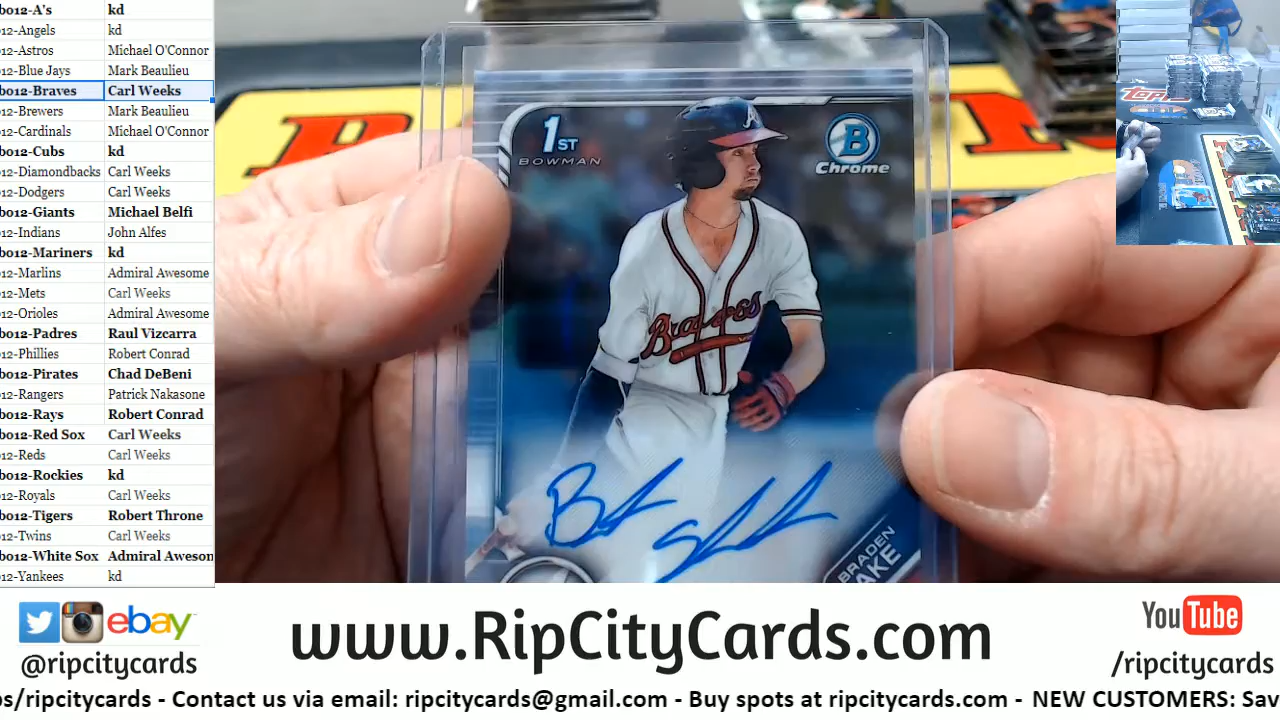 bo12-A's kd
12-Angels kd
12-Astros Michael O'Connor
12-Blue Jays Mark Beaulieu
bo12-Braves Carl Weeks
12-Brewers Mark Beaulieu
12-Cardinals Michael O'Connor
bo12-Cubs kd
12-Diamondbacks Carl Weeks
12-Dodgers Carl Weeks
bo12-Giants Michael Belfi
12-Indians John Alfes
bo12-Mariners kd
12-Marlins Admiral Awesome
12-Mets Carl Weeks
12-Orioles Admiral Awesome
bo12-Padres Raul Vizcarra
12-Phillies Robert Conrad
bo12-Pirates Chad DeBeni
12-Rangers Patrick Nakasone
bo12-Rays Robert Conrad
bo12-Red Sox Carl Weeks
12-Reds Carl Weeks
bo12-Rockies kd
12-Royals Carl Weeks
bo12-Tigers Robert Throne
12-Twins Carl Weeks
bo12-White Sox Admiral Awesom
12-Yankees kd
1ST
BOWMAN
B
Chrome
A
Braves
BRADEN
AKE
TOPPS
ebay
@ripcitycards
www.RipCityCards.com
YouTube
/ripcitycards
os/ripcitycards - Contact us via email: ripcitycards@gmail.com - Buy spots at ripcitycards.com - NEW CUSTOMERS: Sav